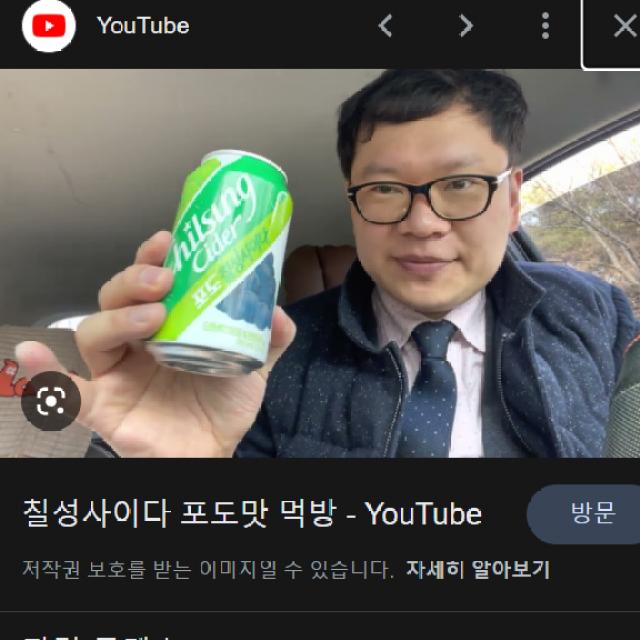 YouTube
Chilsung
Cider
포도
칠성사이다 포도맛 먹방 - YouTube
방문
저작권 보호를 받는 이미지일 수 있습니다. 자세히 알아보기